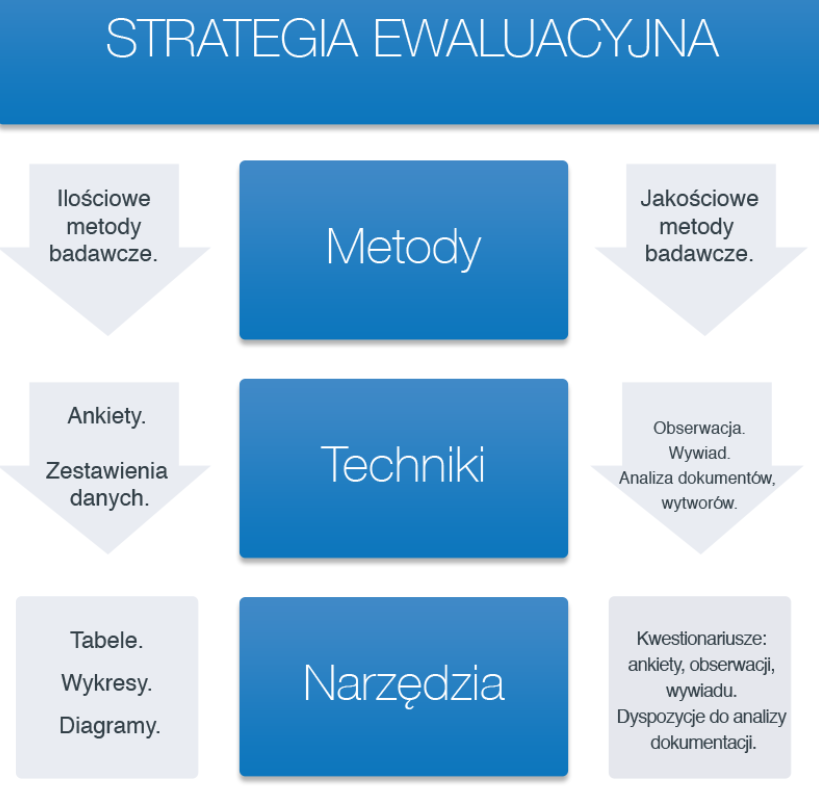 STRATEGIA EWALUACYJNA
Ilościowe
metody
badawcze.
Metody
Jakościowe
metody
badawcze.
Ankiety.
Zestawienia
danych.
Techniki
Obserwacja.
Wywiad.
Analiza dokumentów,
wytworów.
Tabele.
Wykresy.
Diagramy.
Narzędzia
Kwestionariusze:
ankiety, obserwacji,
wywiadu.
Dyspozycje do analizy
dokumentacji.